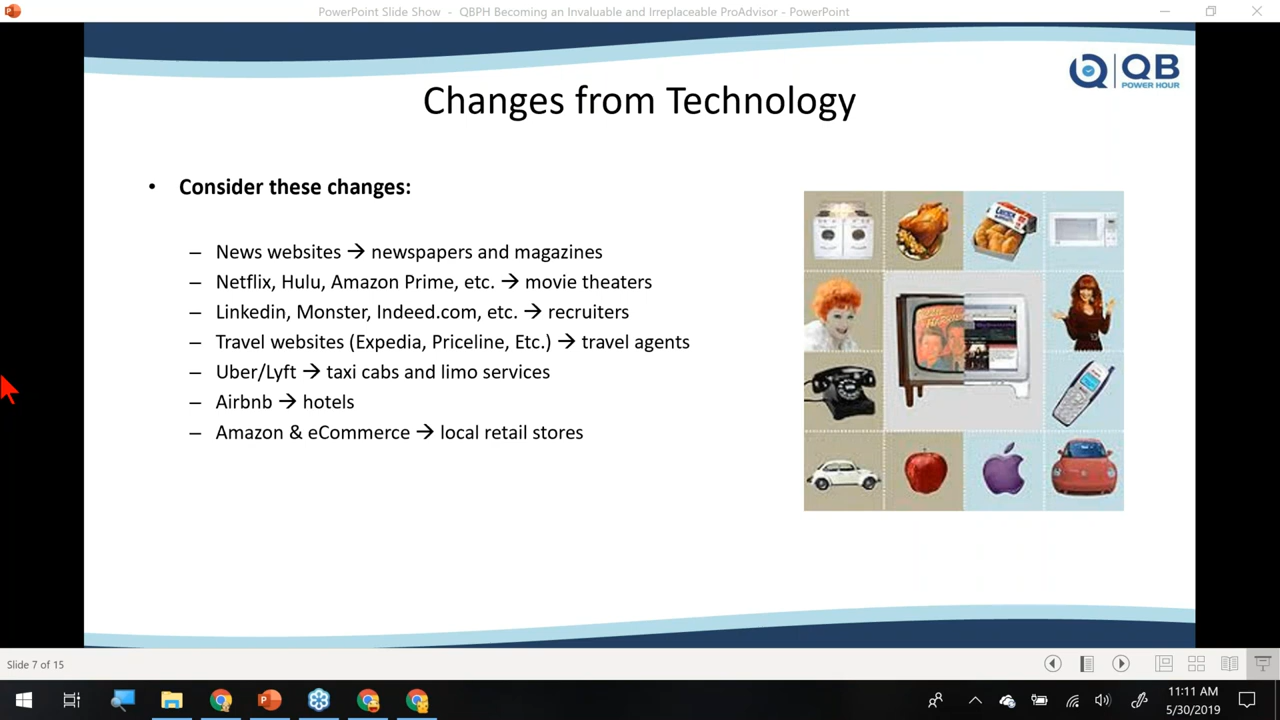 PowerPoint Slide Show - QBPH Becoming an Invaluable and Irreplaceable ProAdvisor - PowerPoint
QB
POWER HOUR
Changes from Technology
• Consider these changes:
– News websites → newspapers and magazines
– Netflix, Hulu, Amazon Prime, etc. → movie theaters
– Linkedin, Monster, Indeed.com, etc. → recruiters
– Travel websites (Expedia, Priceline, Etc.) → travel agents
– Uber/Lyft → taxi cabs and limo services
– Airbnb → hotels
– Amazon & eCommerce → local retail stores
Slide 7 of 15
11:11 AM
5/30/2019